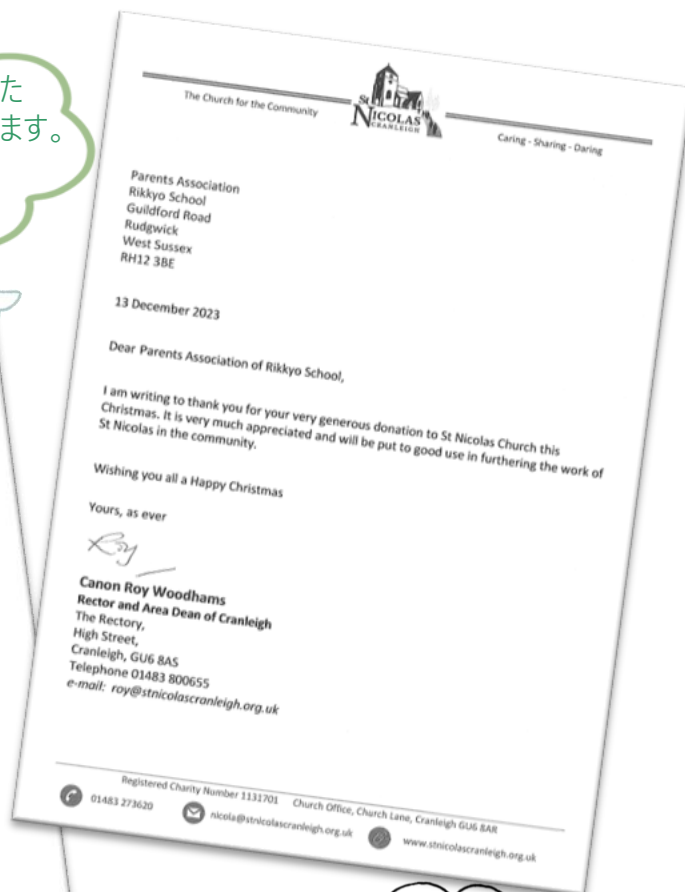 た
ます。
The Church for the Community
St
NICOLAS
CRANLEIGH
Caring - Sharing - Daring
Parents Association
Rikkyo School
Guildford Road
Rudgwick
West Sussex
RH12 3BE
13 December 2023
Dear Parents Association of Rikkyo School,
I am writing to thank you for your very generous donation to St Nicolas Church this
Christmas. It is very much appreciated and will be put to good use in furthering the work of
St Nicolas in the community.
Wishing you all a Happy Christmas
Yours, as ever
Roy
Canon Roy Woodhams
Rector and Area Dean of Cranleigh
The Rectory,
High Street,
Cranleigh, GU6 8AS
Telephone 01483 800655
e-mail: roy@stnicolascranleigh.org.uk
Registered Charity Number 1131701 Church Office, Church Lane, Cranleigh GU6 8AR
01483 273620 nicola@stnicolascranleigh.org.uk www.stnicolascranleigh.org.uk